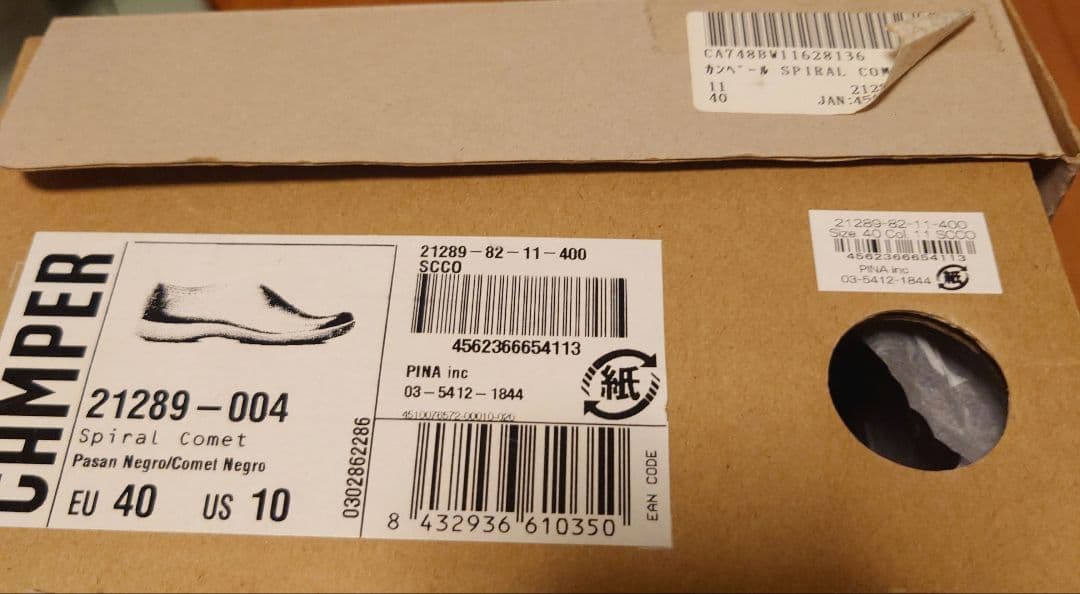 CA748BW11628136
カンペール SPIRAL COM
11
40
2128
JAN:45
21289-82-11-400
Size 40 Col. 11 SCCO
4562366654113
PINA inc
03-5412-1844
紙
CAMPER
21289-004
Spiral Comet
Pasan Negro/Comet Negro
EU 40 US 10
0302862286
21289-82-11-400
SCCO
4562366654113
PINA inc
03-5412-1844
紙
8 432936 610350
EAN CODE